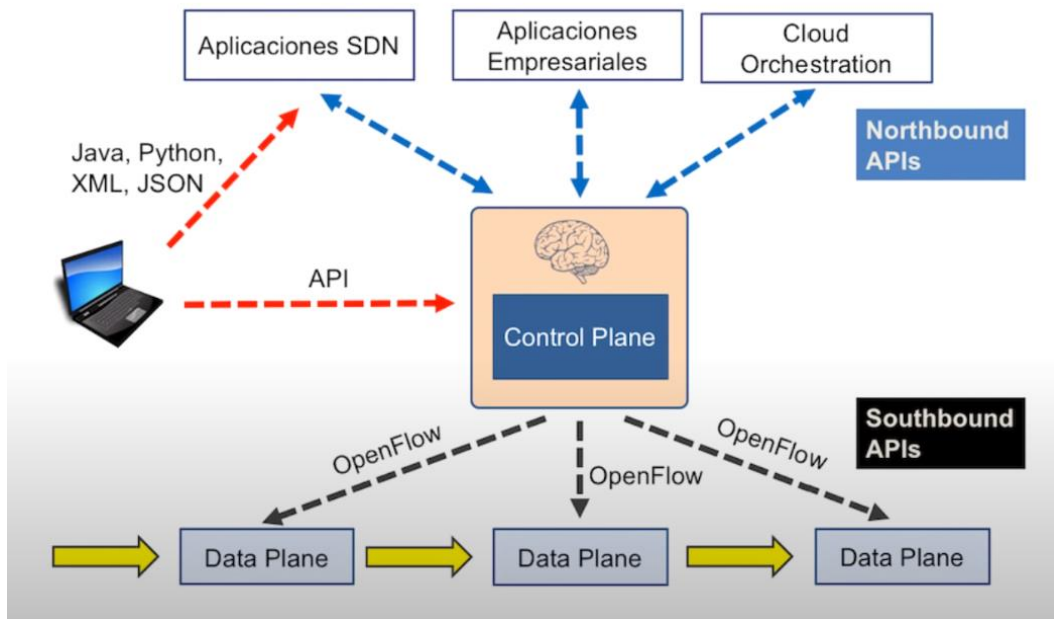 Aplicaciones SDN
Aplicaciones
Empresariales
Cloud
Orchestration
Northbound
APIs
Java, Python,
XML, JSON
API
Control Plane
Southbound
APIs
OpenFlow
OpenFlow
OpenFlow
Data Plane
Data Plane
Data Plane